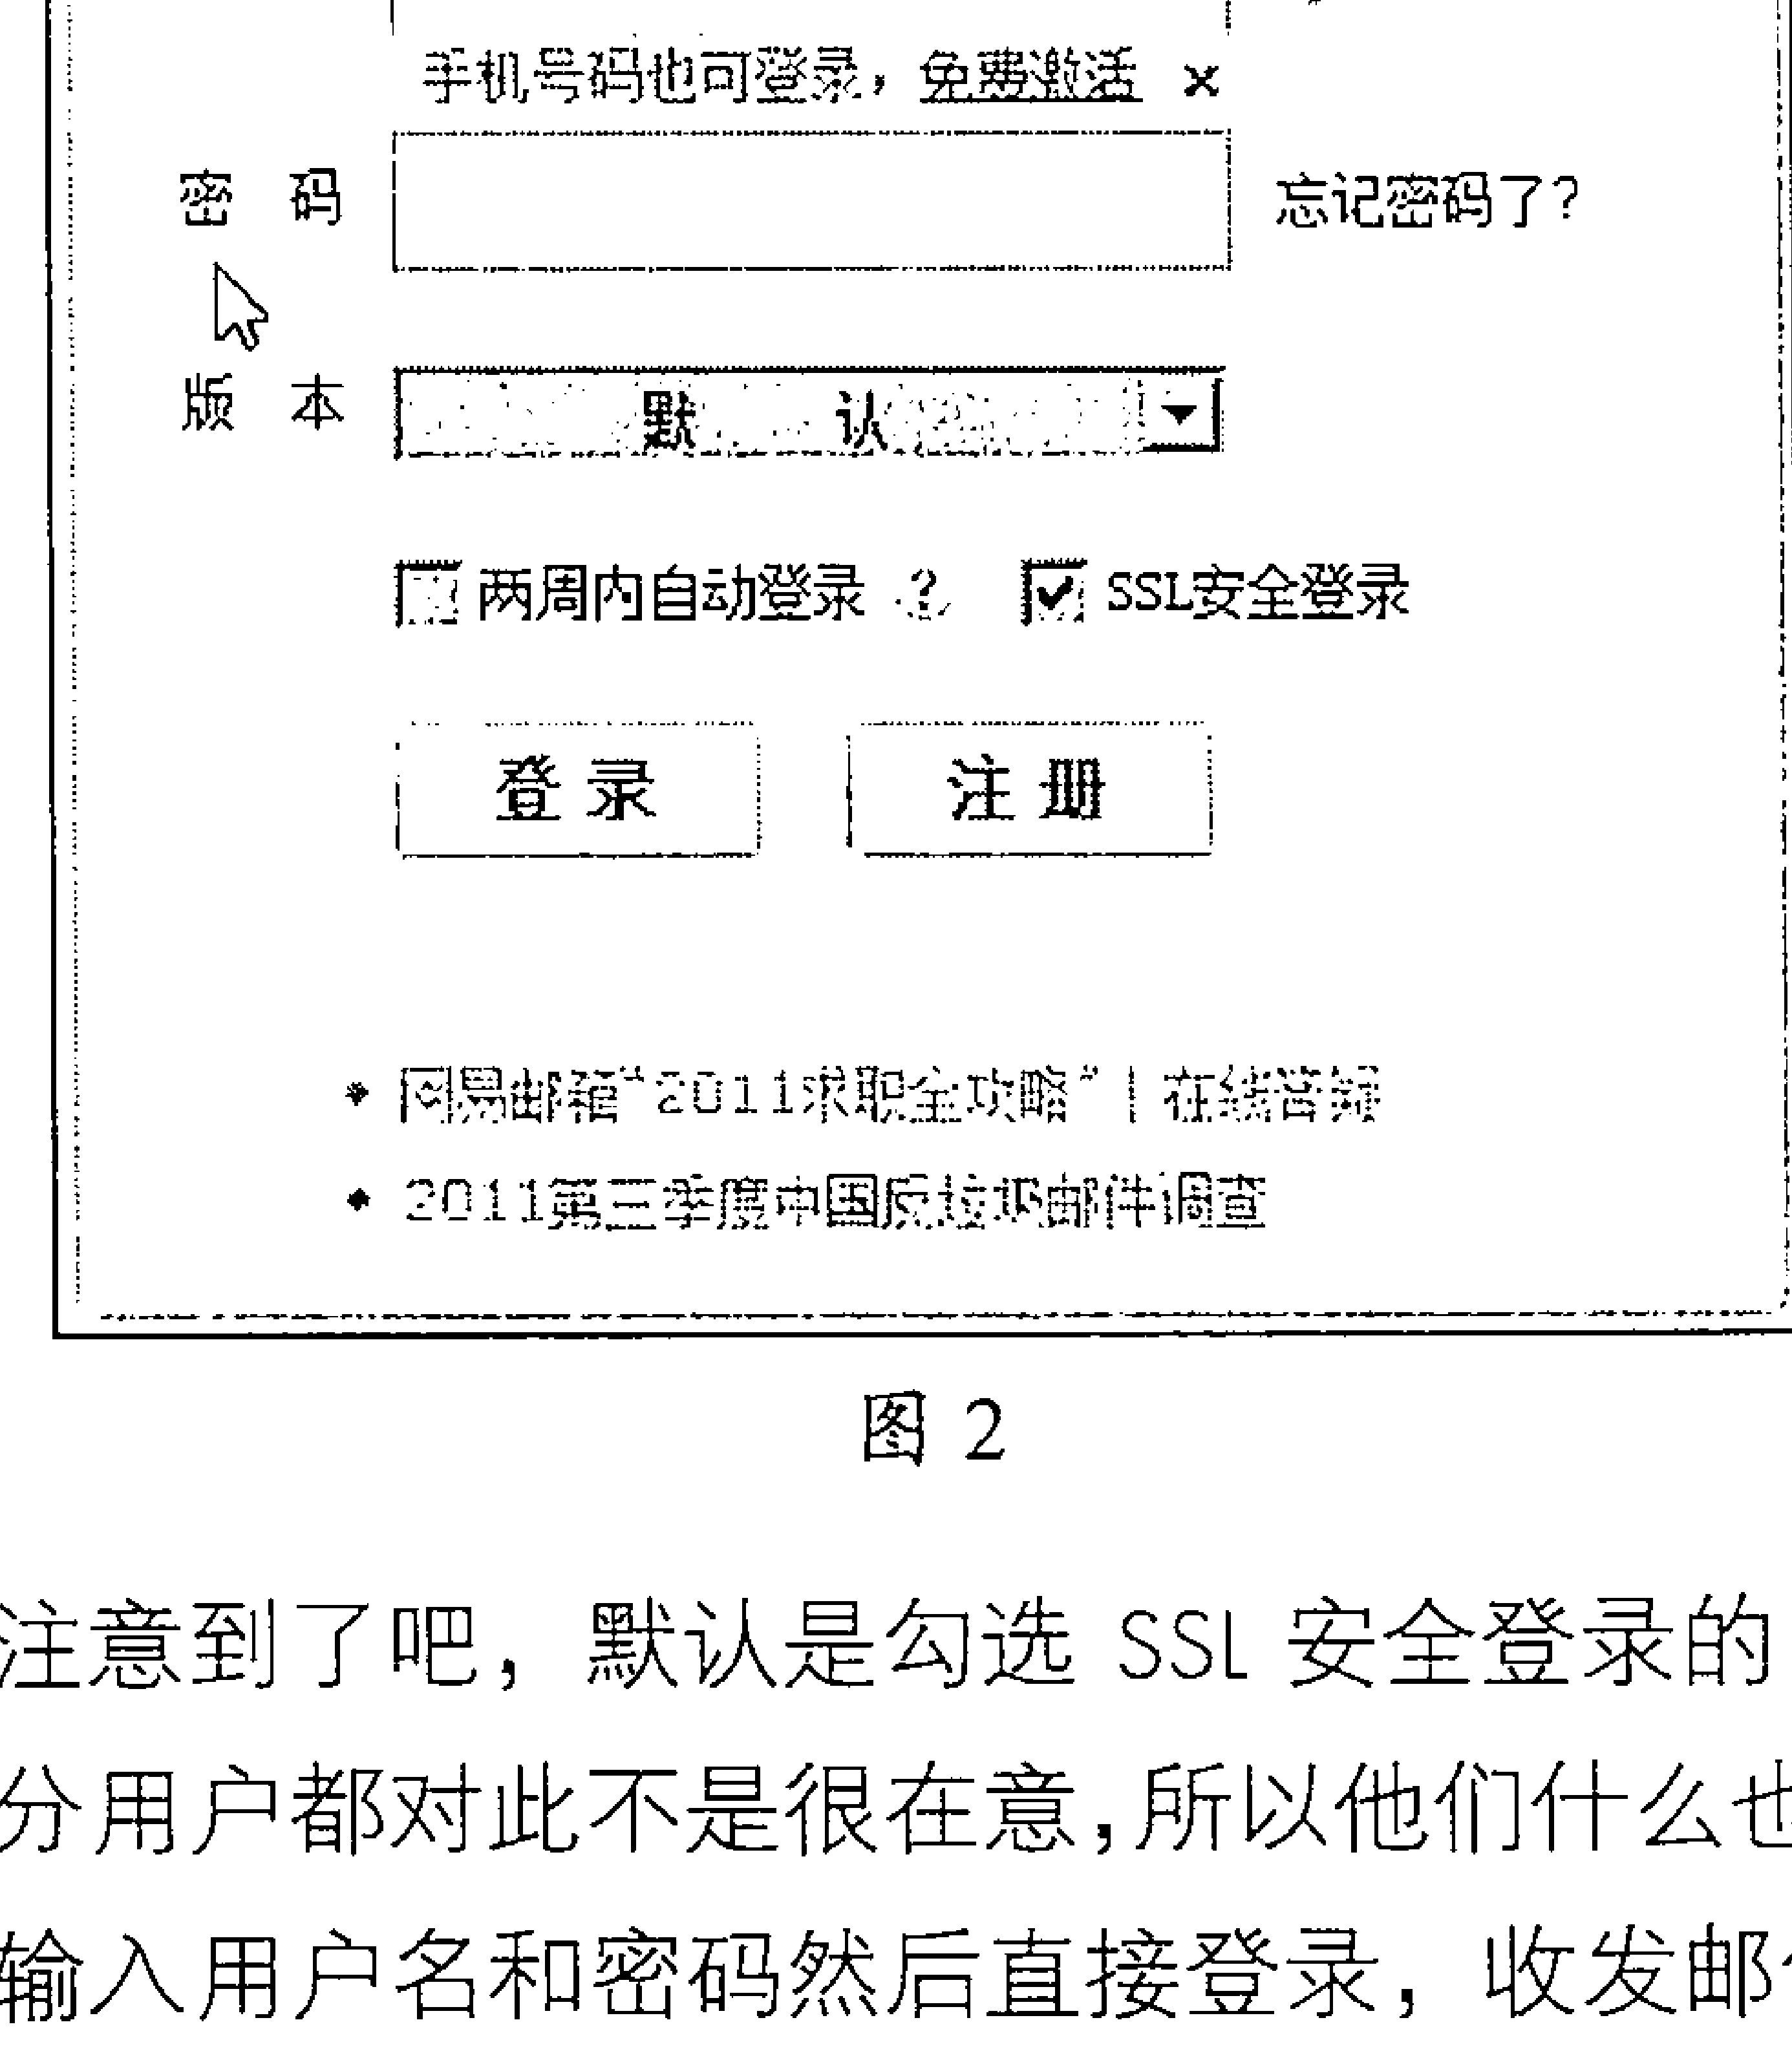 手机号码也可登录，免费激活 ×
密 码 忘记密码了？
版 本 默 认
两周内自动登录 ? SSL安全登录
登 录 注 册
• 网易邮箱“2011求职全攻略”| 在线答辩
• 2011第三季度中国反垃圾邮件调查
图 2
注意到了吧，默认是勾选 SSL 安全登录的
分用户都对此不是很在意，所以他们什么也
输入用户名和密码然后直接登录，收发邮